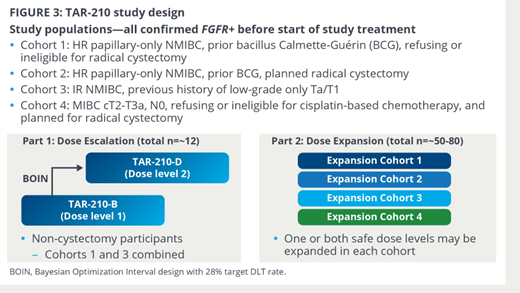 FIGURE 3: TAR-210 study design
Study populations—all confirmed FGFR+ before start of study treatment
• Cohort 1: HR papillary-only NMIBC, prior bacillus Calmette-Guérin (BCG), refusing or
ineligible for radical cystectomy
• Cohort 2: HR papillary-only NMIBC, prior BCG, planned radical cystectomy
• Cohort 3: IR NMIBC, previous history of low-grade only Ta/T1
• Cohort 4: MIBC cT2-T3a, N0, refusing or ineligible for cisplatin-based chemotherapy, and
planned for radical cystectomy
Part 1: Dose Escalation (total n=~12)
TAR-210-D
(Dose level 2)
BOIN
TAR-210-B
(Dose level 1)
• Non-cystectomy participants
– Cohorts 1 and 3 combined
Part 2: Dose Expansion (total n=~50-80)
Expansion Cohort 1
Expansion Cohort 2
Expansion Cohort 3
Expansion Cohort 4
• One or both safe dose levels may be
expanded in each cohort
BOIN, Bayesian Optimization Interval design with 28% target DLT rate.